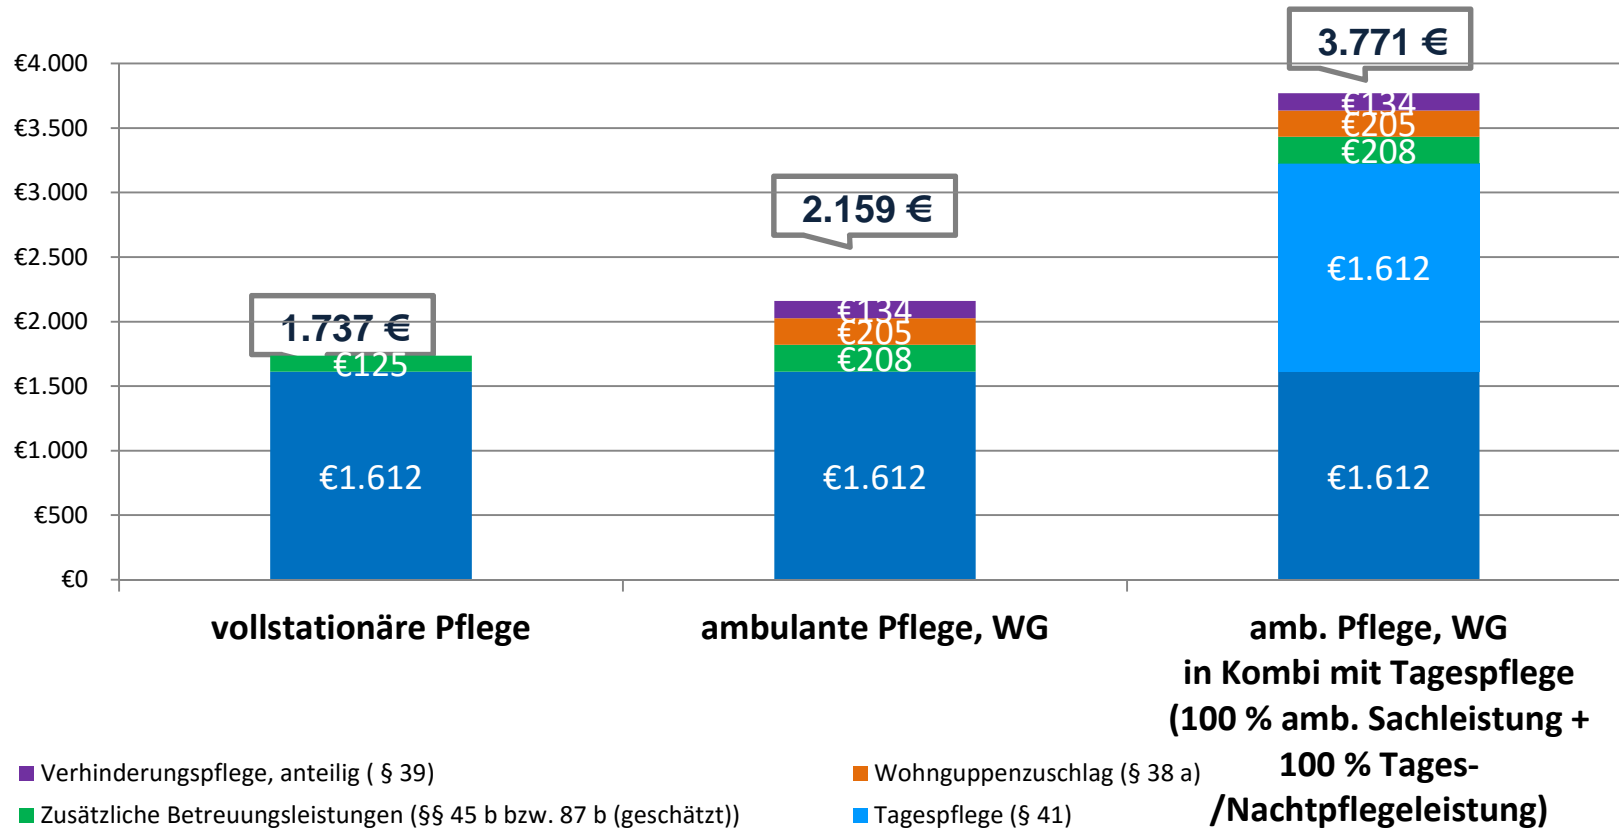 3.771 €
€4.000
€134
€3.500
€205
€208
€3.000
2.159 €
€2.500
€1.612
€134
€2.000
1.737 €
€205
€125
€208
€1.500
€1.000
€1.612
€1.612
€1.612
€500
€0
vollstationäre Pflege
ambulante Pflege, WG
amb. Pflege, WG
in Kombi mit Tagespflege
(100 % amb. Sachleistung +
100 % Tages-
/Nachtpflegeleistung)
Verhinderungspflege, anteilig ( § 39)
Wohnguppenzuschlag (§ 38 a)
Zusätzliche Betreuungsleistungen (§§ 45 b bzw. 87 b (geschätzt))
Tagespflege (§ 41)